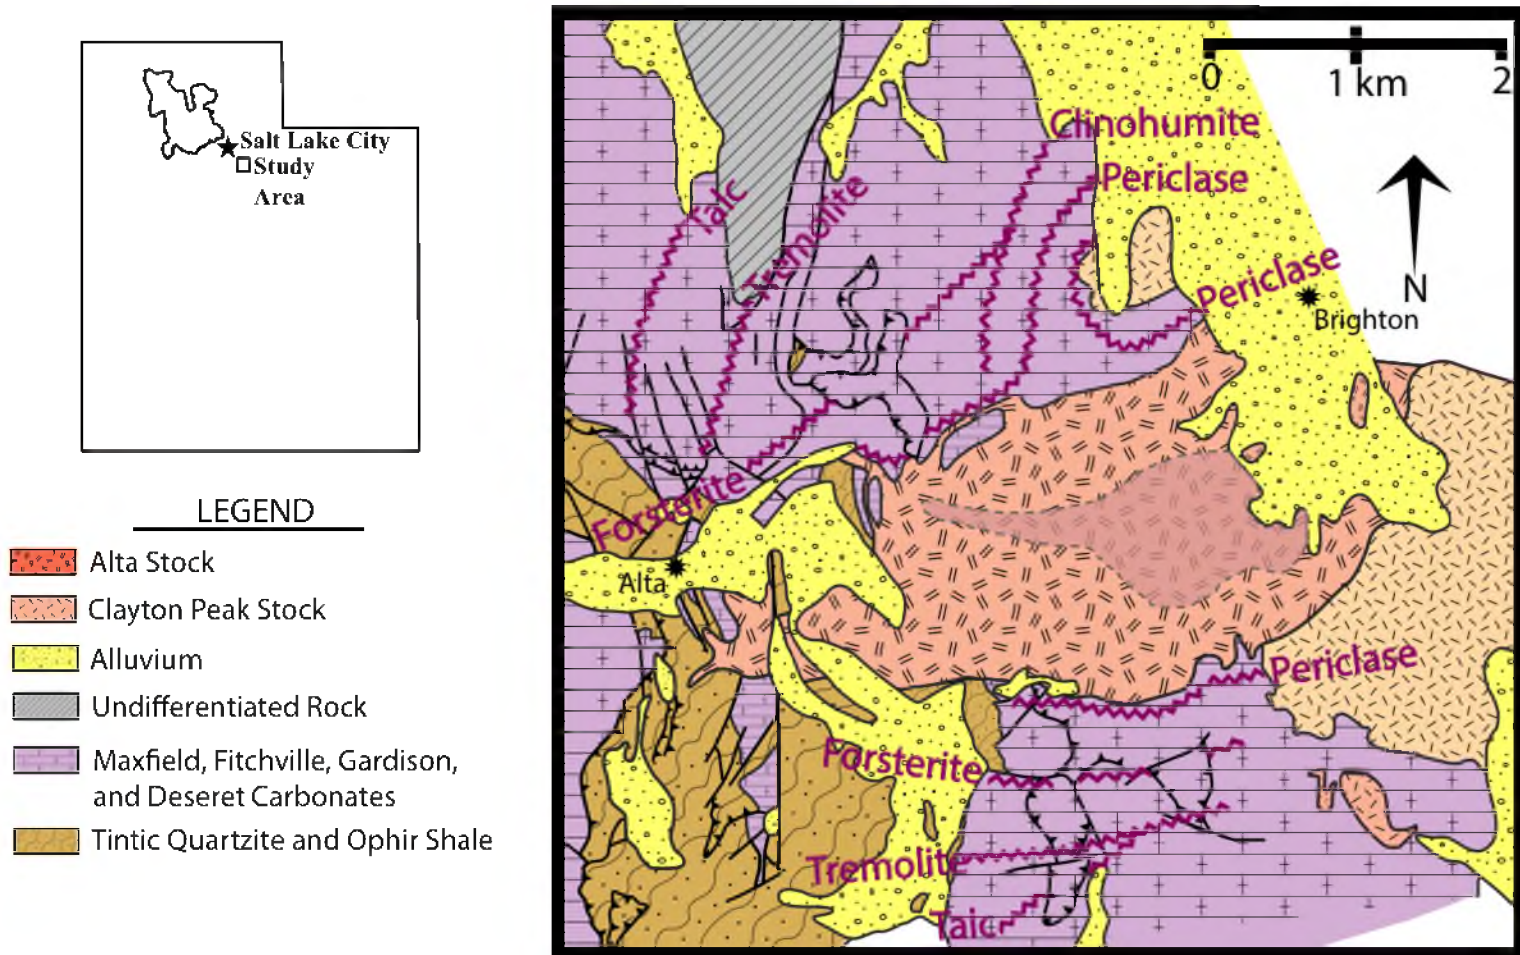 Salt Lake City
Study
Area
LEGEND
Alta Stock
Clayton Peak Stock
Alluvium
Undifferentiated Rock
Maxfield, Fitchville, Gardison,
and Deseret Carbonates
Tintic Quartzite and Ophir Shale
0
1 km
2
Clinohumite
Periclase
Talc
Tremolite
Periclase
N
Brighton
Forsterite
Alta
Periclase
Forsterite
Tremolite
Taic